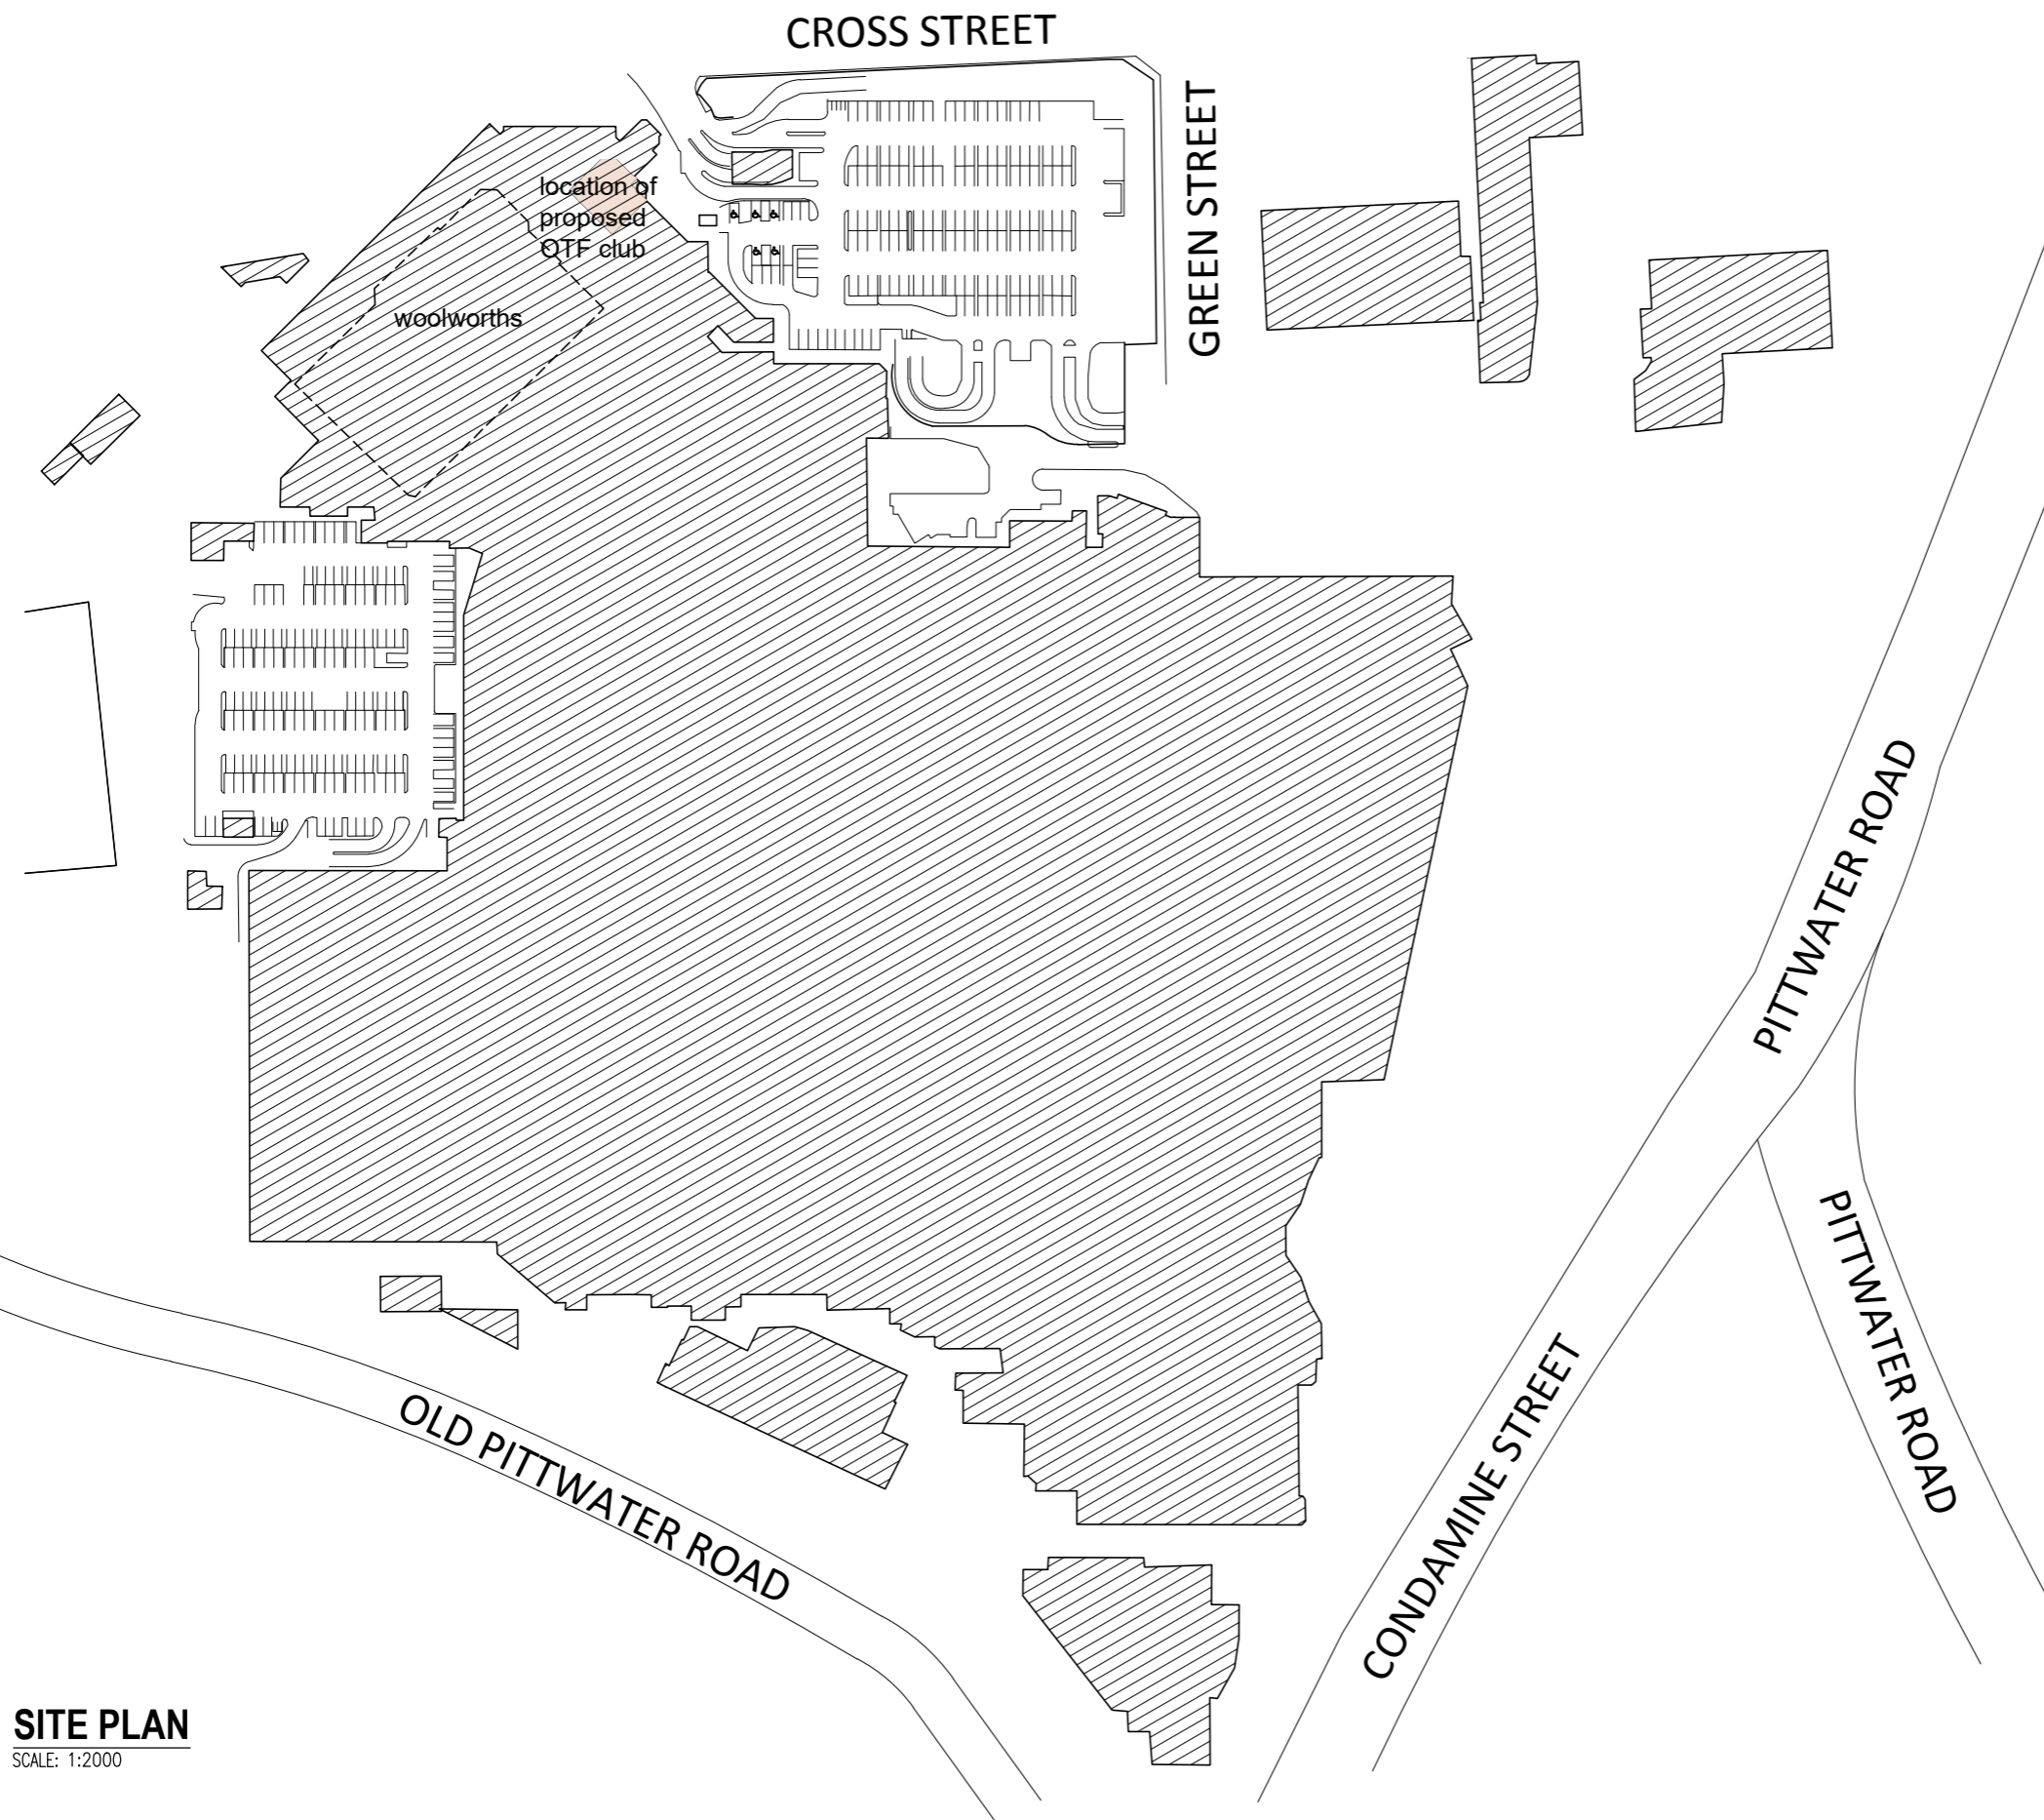 CROSS STREET
GREEN STREET
location of
proposed
OTF club
woolworths
PITTWATER ROAD
PITTWATER ROAD
CONDAMINE STREET
OLD PITTWATER ROAD
SITE PLAN
SCALE: 1:2000